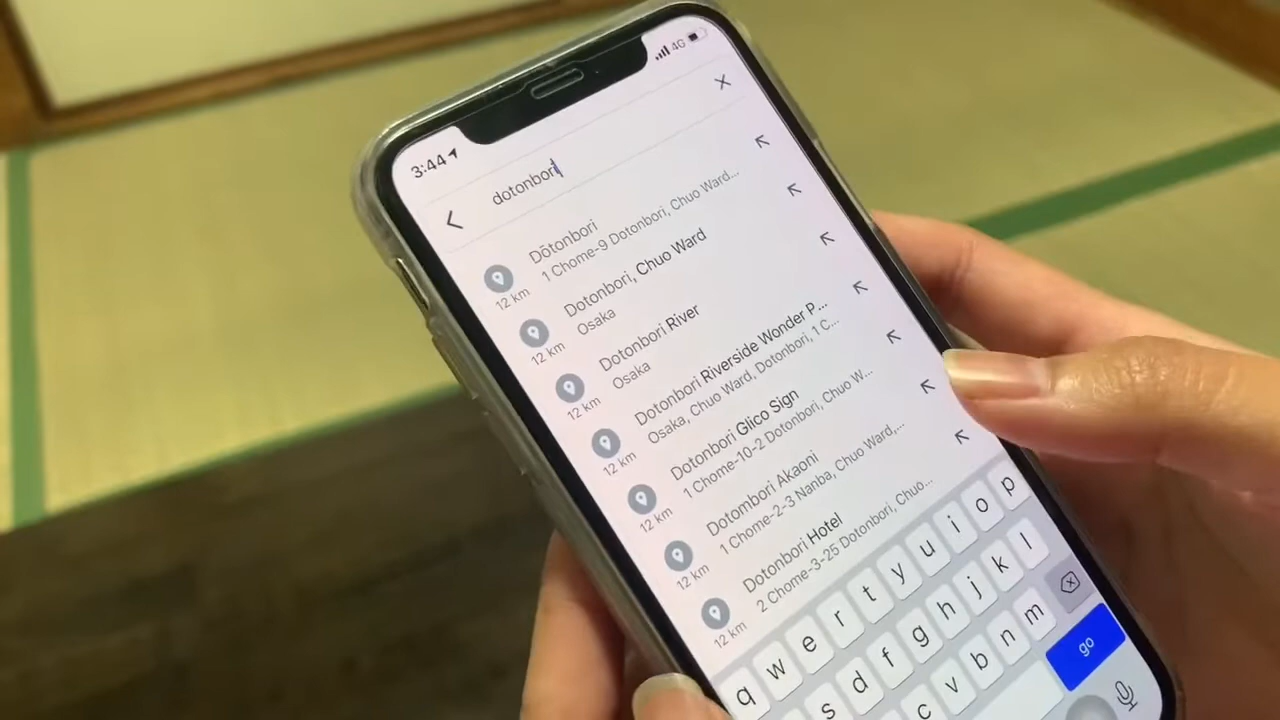 3:44
4G
dotonbori
Dōtonbori
1 Chome-9 Dotonbori, Chuo Ward...
12 km
Dotonbori, Chuo Ward
Osaka
12 km
Dotonbori River
Osaka
12 km
Dotonbori Riverside Wonder P...
Osaka, Chuo Ward, Dotonbori, 1 C...
12 km
Dotonbori Glico Sign
1 Chome-10-2 Dotonbori, Chuo W...
12 km
Dotombori Akaoni
1 Chome-2-3 Nanba, Chuo Ward,...
12 km
Dotonbori Hotel
2 Chome-3-25 Dotonbori, Chuo...
12 km
q w e r t y u i o p
s d f g h j k l
c v b n m
go